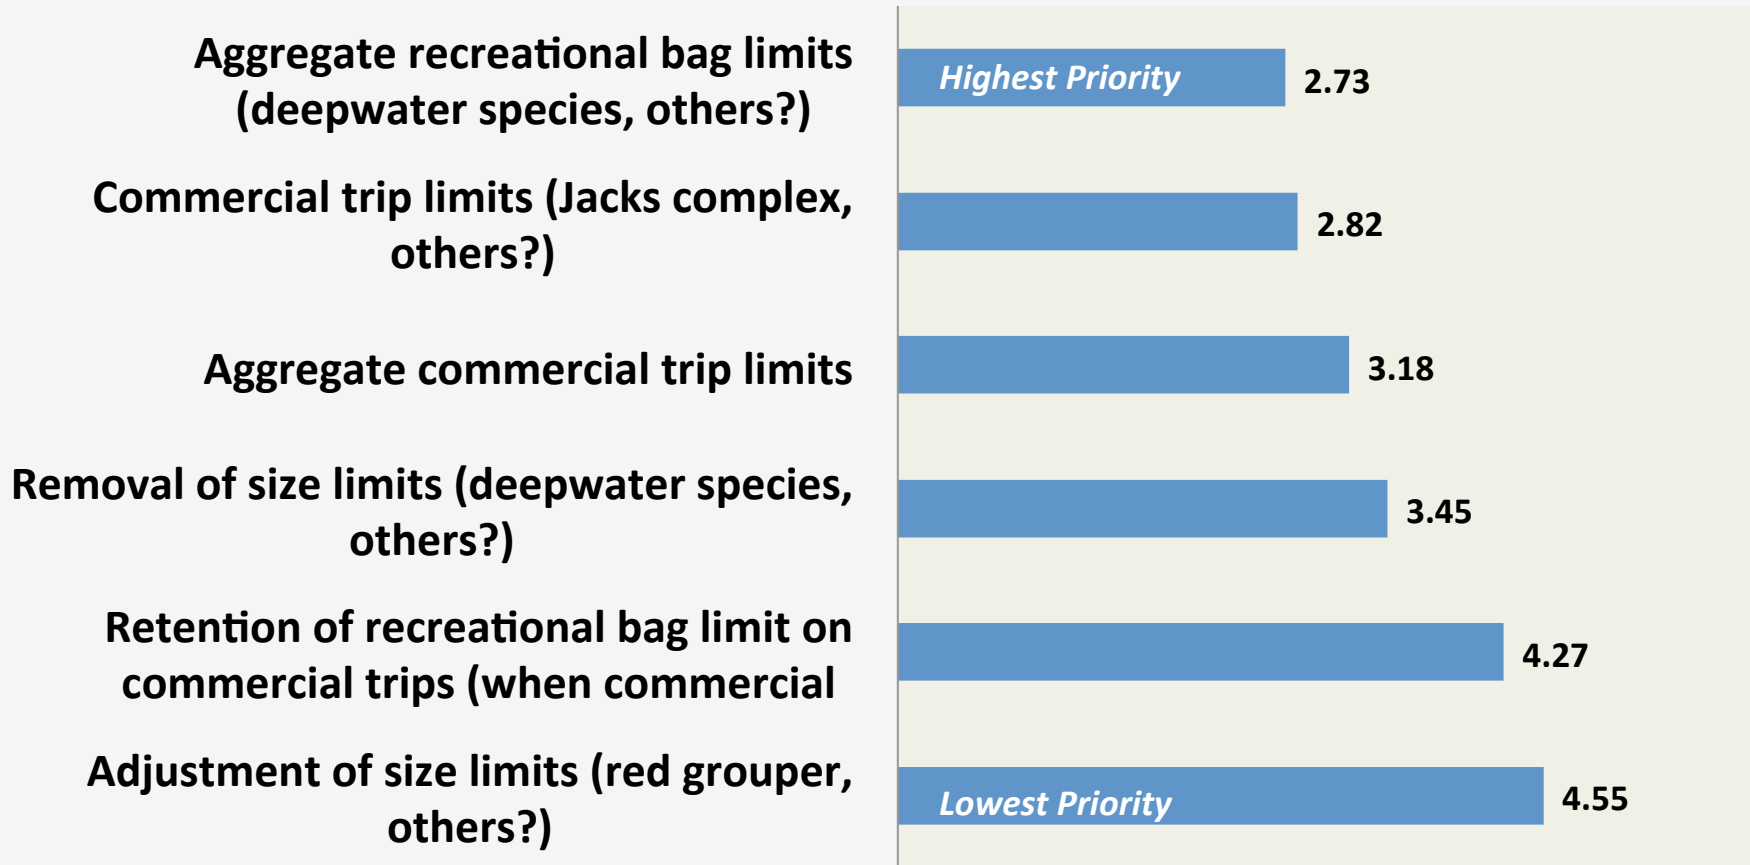 Aggregate recreational bag limits
(deepwater species, others?)
Highest Priority
2.73
Commercial trip limits (Jacks complex,
others?)
2.82
Aggregate commercial trip limits
3.18
Removal of size limits (deepwater species,
others?)
3.45
Retention of recreational bag limit on
commercial trips (when commercial
4.27
Adjustment of size limits (red grouper,
others?)
Lowest Priority
4.55